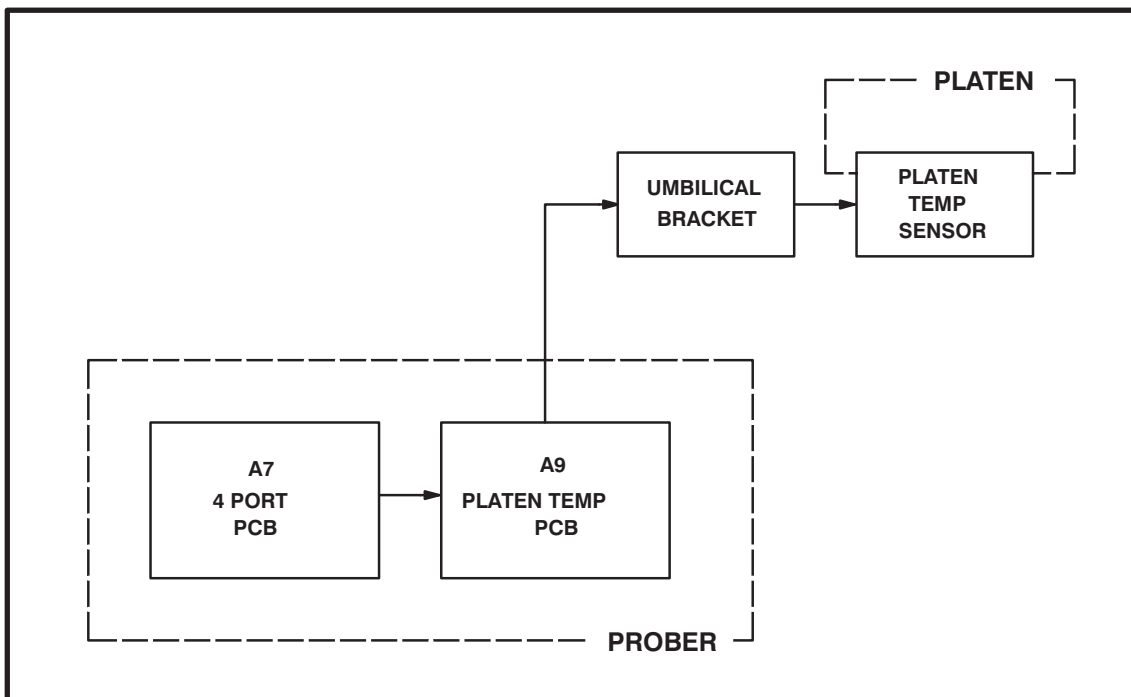 PLATEN
UMBILICAL
BRACKET
PLATEN
TEMP
SENSOR
A7
4 PORT
PCB
A9
PLATEN TEMP
PCB
PROBER